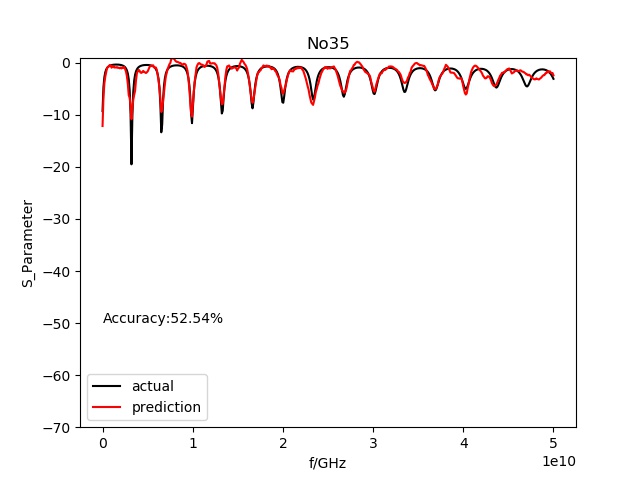 No35
0
−10
−20
−30
−40
−50
−60
−70
S_Parameter
Accuracy:52.54%
actual
prediction
0 1 2 3 4 5
1e10
f/GHz